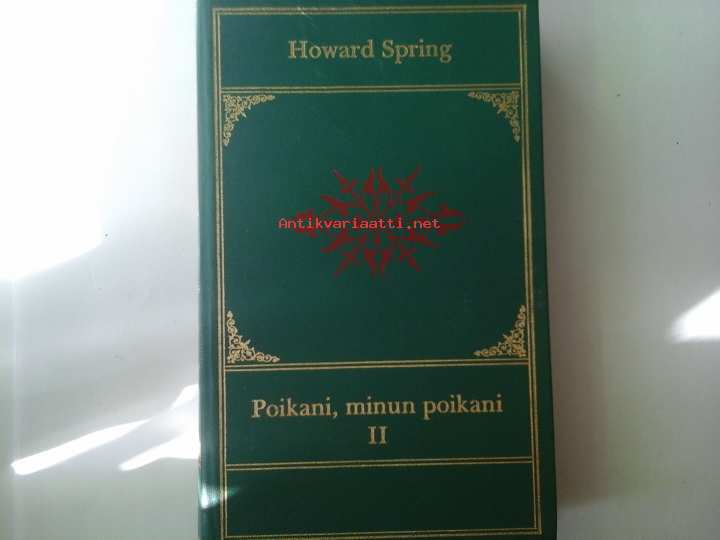 Howard Spring
Antikvariaatti.net
Poikani, minun poikani
II